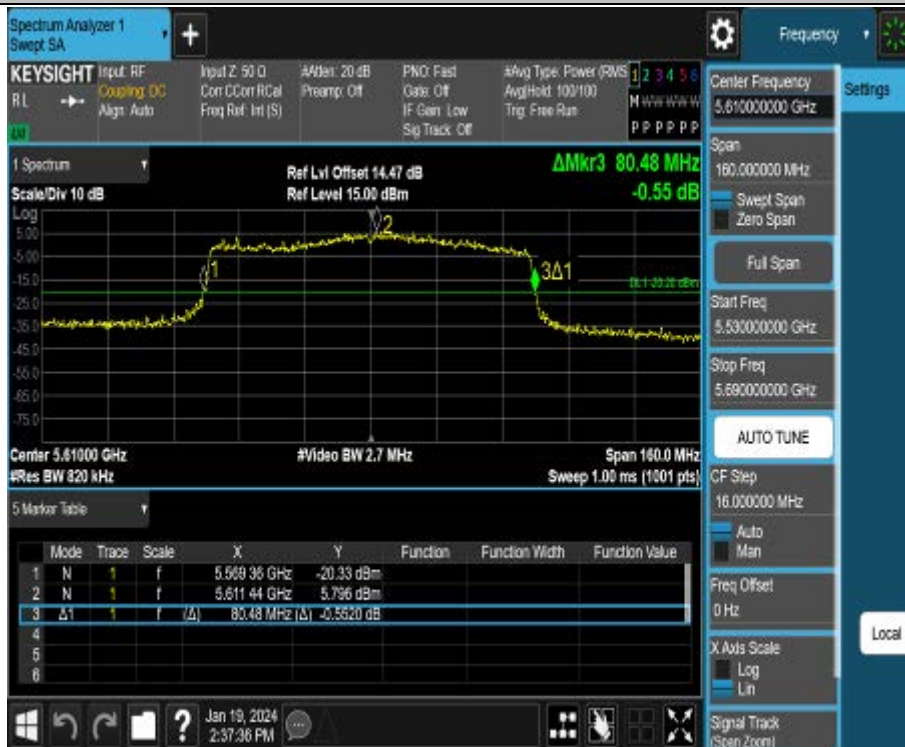 Spectrum Analyzer 1
Swept SA
+
Frequency
KEYSIGHT
RL
Input: RF
Coupling: DC
Align: Auto
Input Z: 50 Ω
Corr CCorr RCal
Freq Ref: Int (S)
#Atten: 20 dB
Preamp: Off
PNO: Fast
Gate: Off
IF Gain: Low
Sig Track: Off
#Avg Type: Power (RMS
Avg|Hold: 100/100
Trig: Free Run
1 2 3 4 5 6
M W W W W W
P P P P P P
1 Spectrum
Scale/Div 10 dB
Ref Lvl Offset 14.47 dB
Ref Level 15.00 dBm
ΔMkr3 80.48 MHz
-0.55 dB
Log
5.00
-5.00
-15.0
-25.0
-35.0
-45.0
-55.0
-65.0
-75.0
1
2
3Δ1
DL1 -20.20 dBm
Center 5.61000 GHz
#Res BW 820 kHz
#Video BW 2.7 MHz
Span 160.0 MHz
Sweep 1.00 ms (1001 pts)
5 Marker Table
Mode Trace Scale X Y Function Function Width Function Value
1 N 1 f 5.569 36 GHz -20.33 dBm
2 N 1 f 5.611 44 GHz 5.796 dBm
3 Δ1 1 f (Δ) 80.48 MHz (Δ) -0.5520 dB
4
5
6
?
Jan 19, 2024
2:37:36 PM
Center Frequency
5.610000000 GHz
Span
160.000000 MHz
Swept Span
Zero Span
Full Span
Start Freq
5.530000000 GHz
Stop Freq
5.690000000 GHz
AUTO TUNE
CF Step
16.000000 MHz
Auto
Man
Freq Offset
0 Hz
X Axis Scale
Log
Lin
Signal Track
(Span Zoom)
Settings
Local